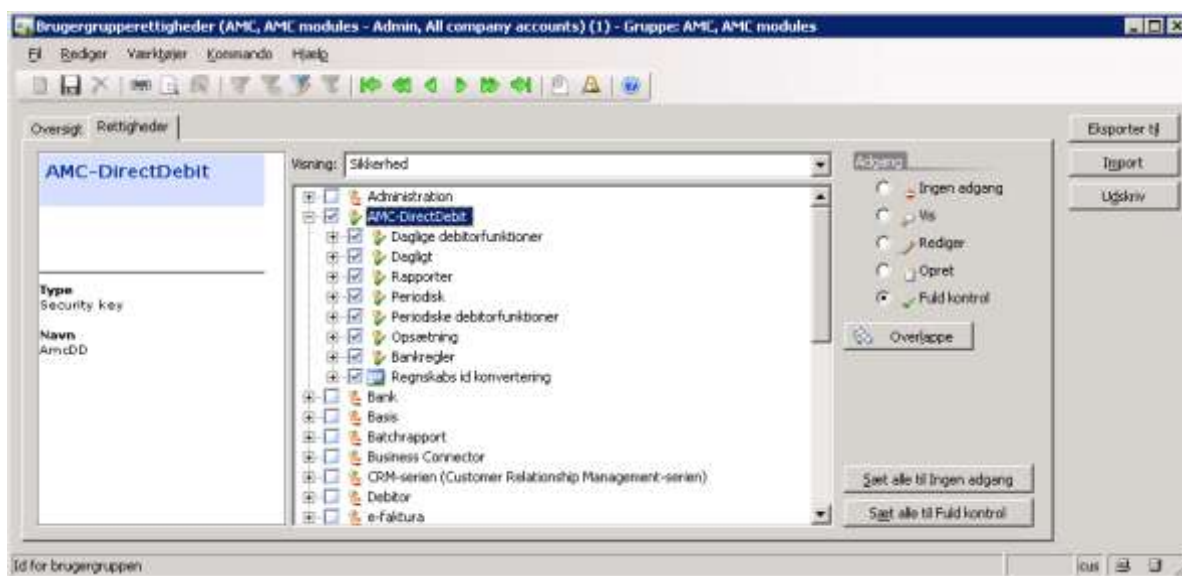 Brugergrupperettigheder (AMC, AMC modules - Admin, All company accounts) (1) - Gruppe: AMC, AMC modules
Fil Rediger Værktøjer Kommando Hjælp
Oversigt Rettigheder
AMC-DirectDebit
Type
Security key
Navn
AmcDD
Visning: Sikkerhed
Administration
AMC-DirectDebit
Daglige debitorfunktioner
Dagligt
Rapporter
Periodisk
Periodiske debitorfunktioner
Opsætning
Bankregler
Regnskabs id konvertering
Bank
Basis
Batchrapport
Business Connector
CRM-serien (Customer Relationship Management-serien)
Debitor
e-faktura
Adgang
Ingen adgang
Vis
Rediger
Opret
Fuld kontrol
Overlappe
Sæt alle til Ingen adgang
Sæt alle til Fuld kontrol
Eksporter til
Import
Udskriv
Id for brugergruppen
cus